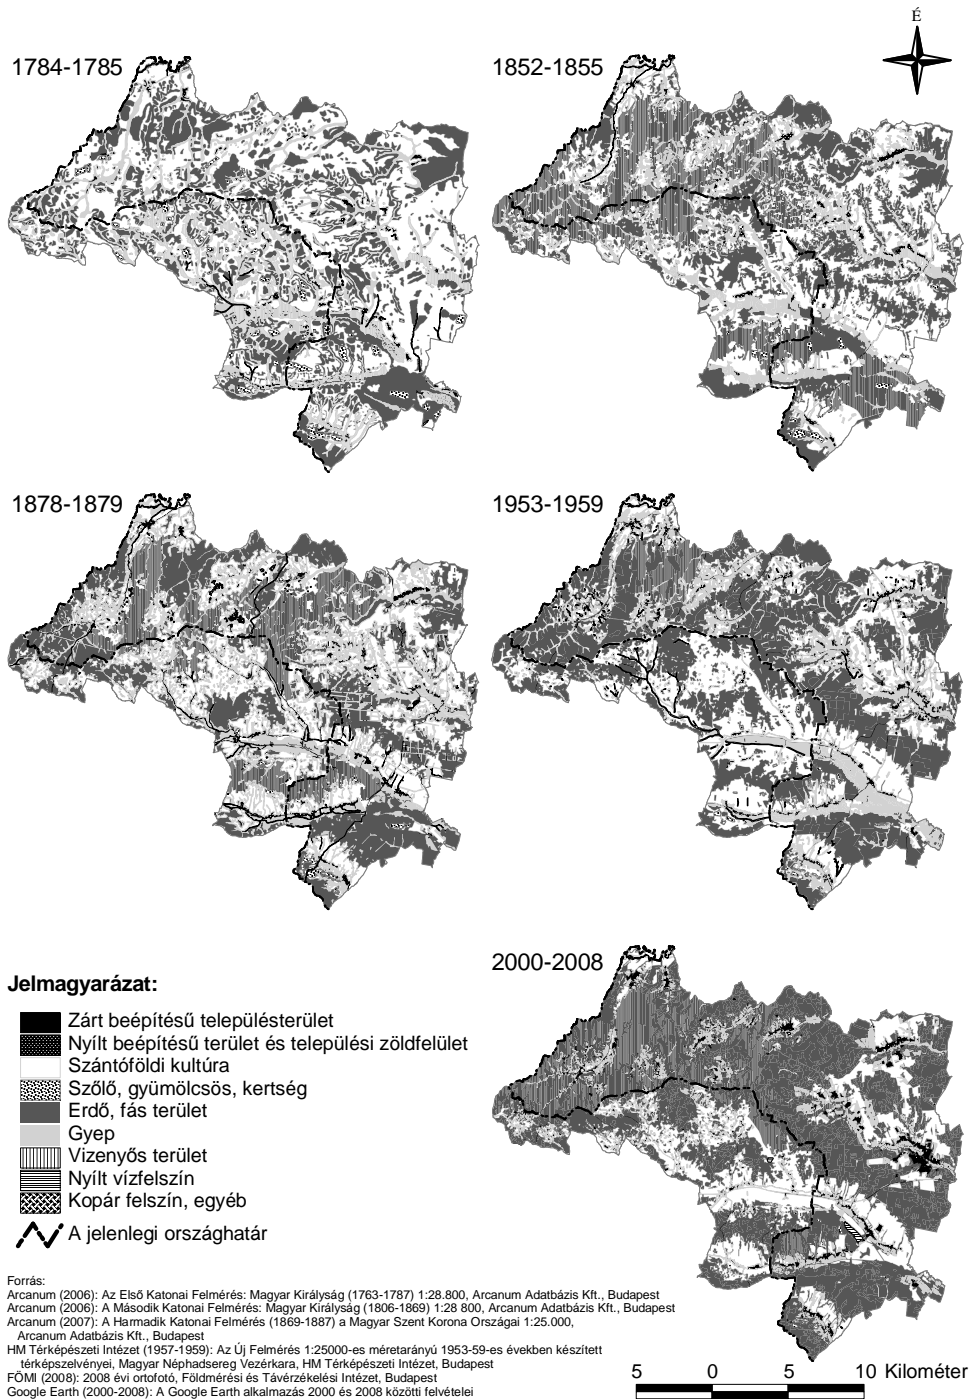 É
1784-1785
1852-1855
1878-1879
1953-1959
2000-2008
Jelmagyarázat:
Zárt beépítésű településterület
Nyílt beépítésű terület és települési zöldfelület
Szántóföldi kultúra
Szőlő, gyümölcsös, kertség
Erdő, fás terület
Gyep
Vizenyős terület
Nyílt vízfelszín
Kopár felszín, egyéb
A jelenlegi országhatár
Forrás:
Arcanum (2006): Az Első Katonai Felmérés: Magyar Királyság (1763-1787) 1:28.800, Arcanum Adatbázis Kft., Budapest
Arcanum (2006): A Második Katonai Felmérés: Magyar Királyság (1806-1869) 1:28 800, Arcanum Adatbázis Kft., Budapest
Arcanum (2007): A Harmadik Katonai Felmérés (1869-1887) a Magyar Szent Korona Országai 1:25.000,
Arcanum Adatbázis Kft., Budapest
HM Térképészeti Intézet (1957-1959): Az Új Felmérés 1:25000-es méretarányú 1953-59-es években készített
térképszelvényei, Magyar Néphadsereg Vezérkara, HM Térképészeti Intézet, Budapest
FÖMI (2008): 2008 évi ortofotó, Földmérési és Távérzékelési Intézet, Budapest
Google Earth (2000-2008): A Google Earth alkalmazás 2000 és 2008 közötti felvételei
5 0 5 10 Kilométer